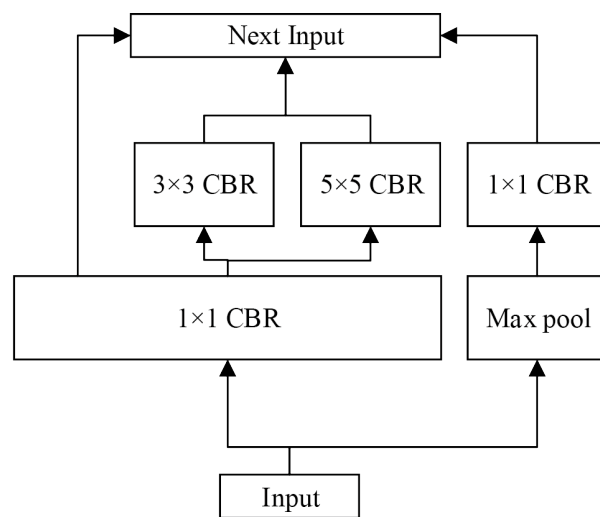 Next Input
3×3 CBR
5×5 CBR
1×1 CBR
1×1 CBR
Max pool
Input